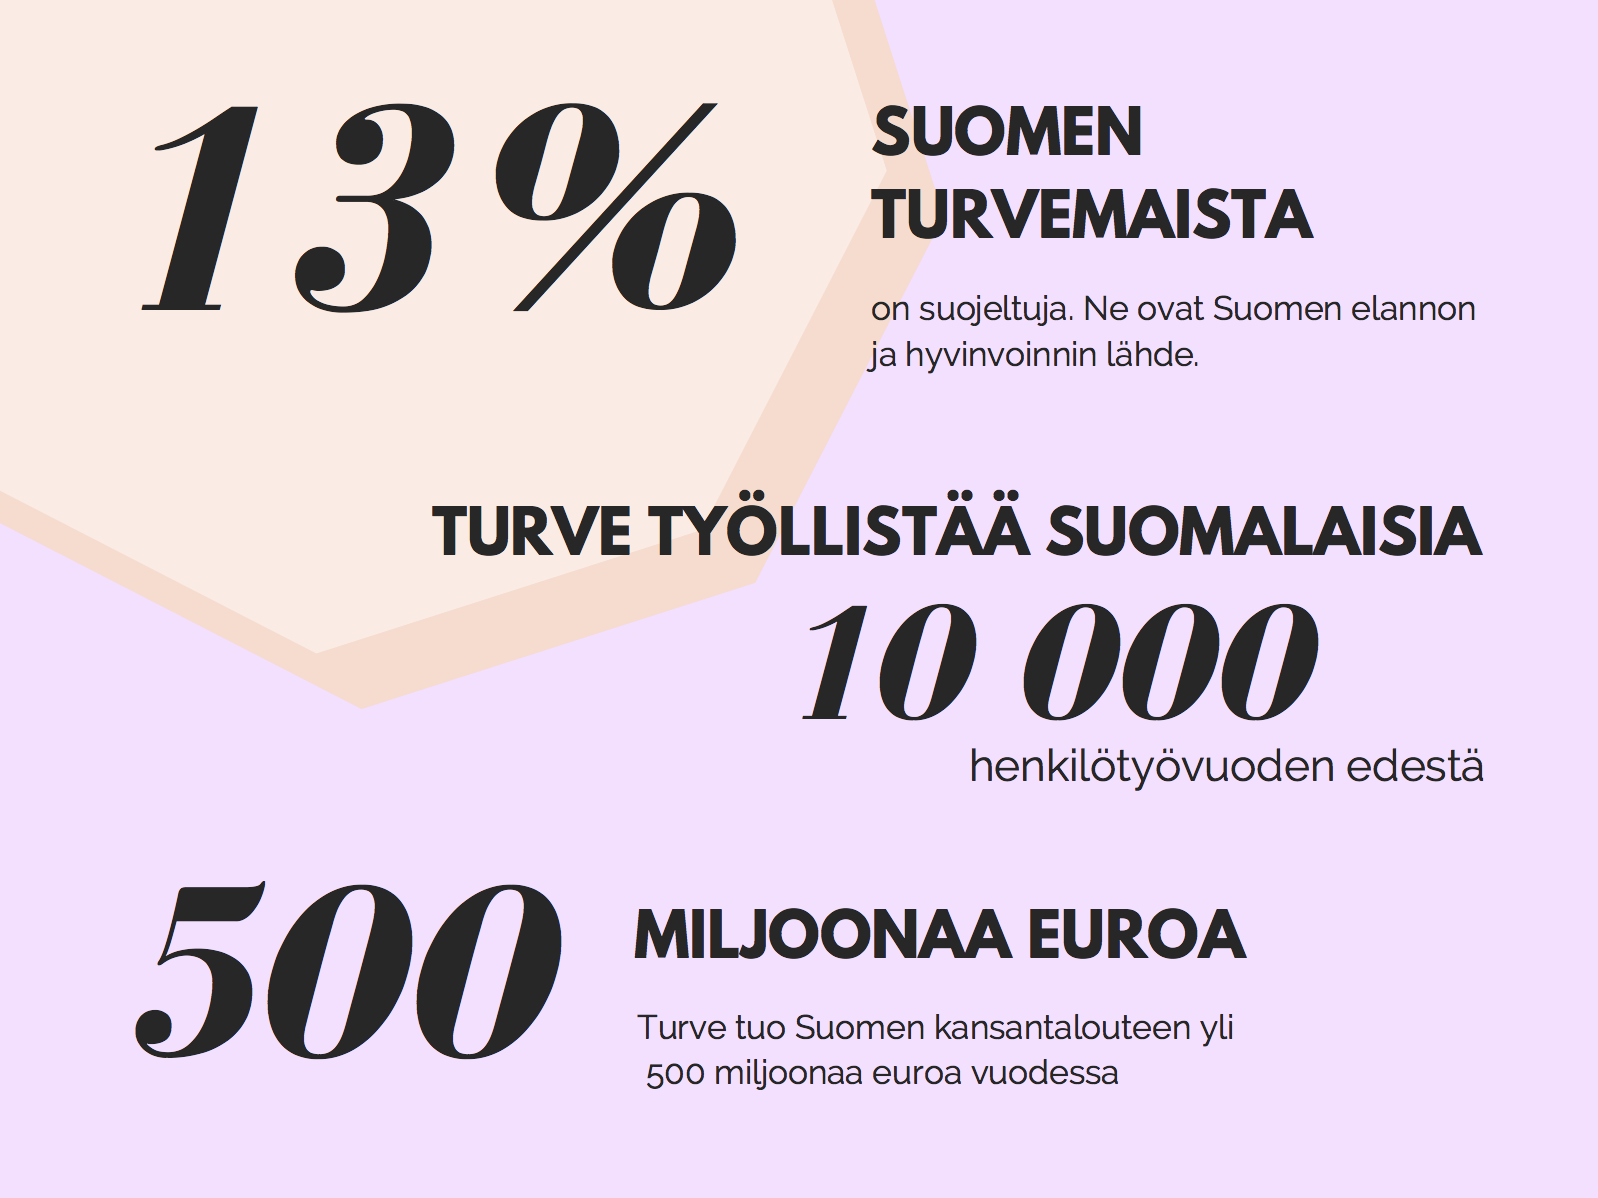 13%
SUOMEN
TURVEMAISTA
on suojeltuja. Ne ovat Suomen elannon
ja hyvinvoinnin lähde.
TURVE TYÖLLISTÄÄ SUOMALAISIA
10 000
henkilötyövuoden edestä
500
MILJOONAA EUROA
Turve tuo Suomen kansantalouteen yli
500 miljoonaa euroa vuodessa